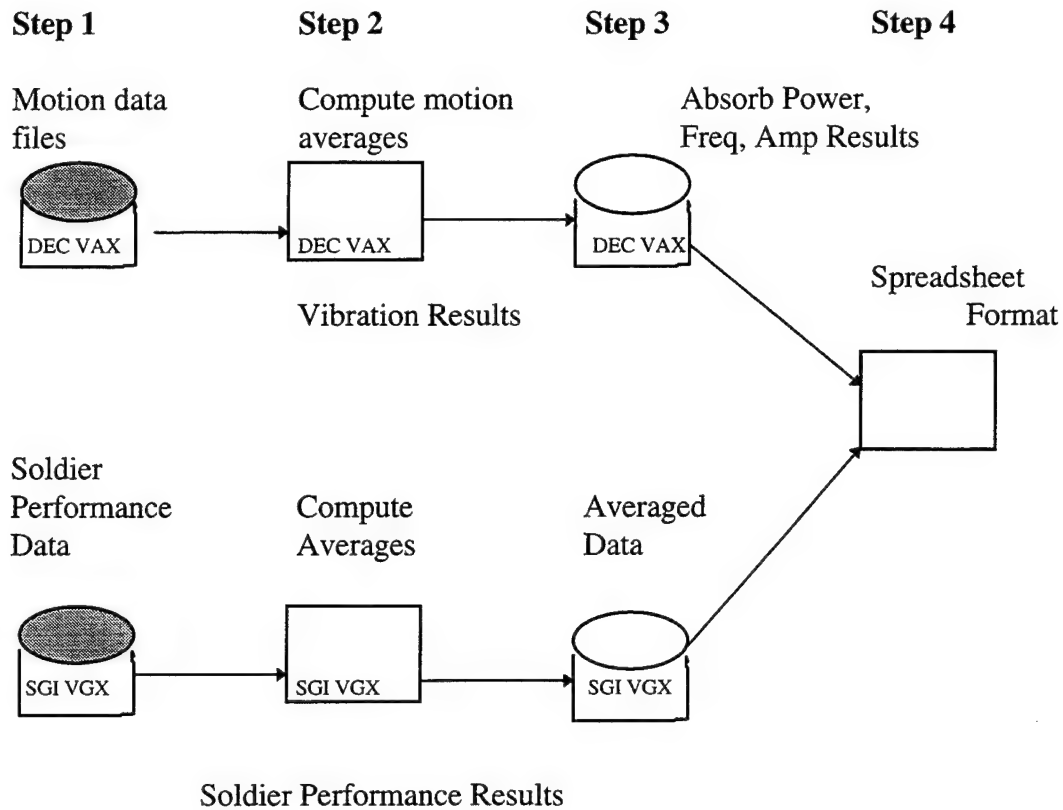 Step 1
Step 2
Step 3
Step 4
Motion data
files
Compute motion
averages
Absorb Power,
Freq, Amp Results
DEC VAX
DEC VAX
DEC VAX
Vibration Results
Spreadsheet
Format
Soldier
Performance
Data
Compute
Averages
Averaged
Data
SGI VGX
SGI VGX
SGI VGX
Soldier Performance Results